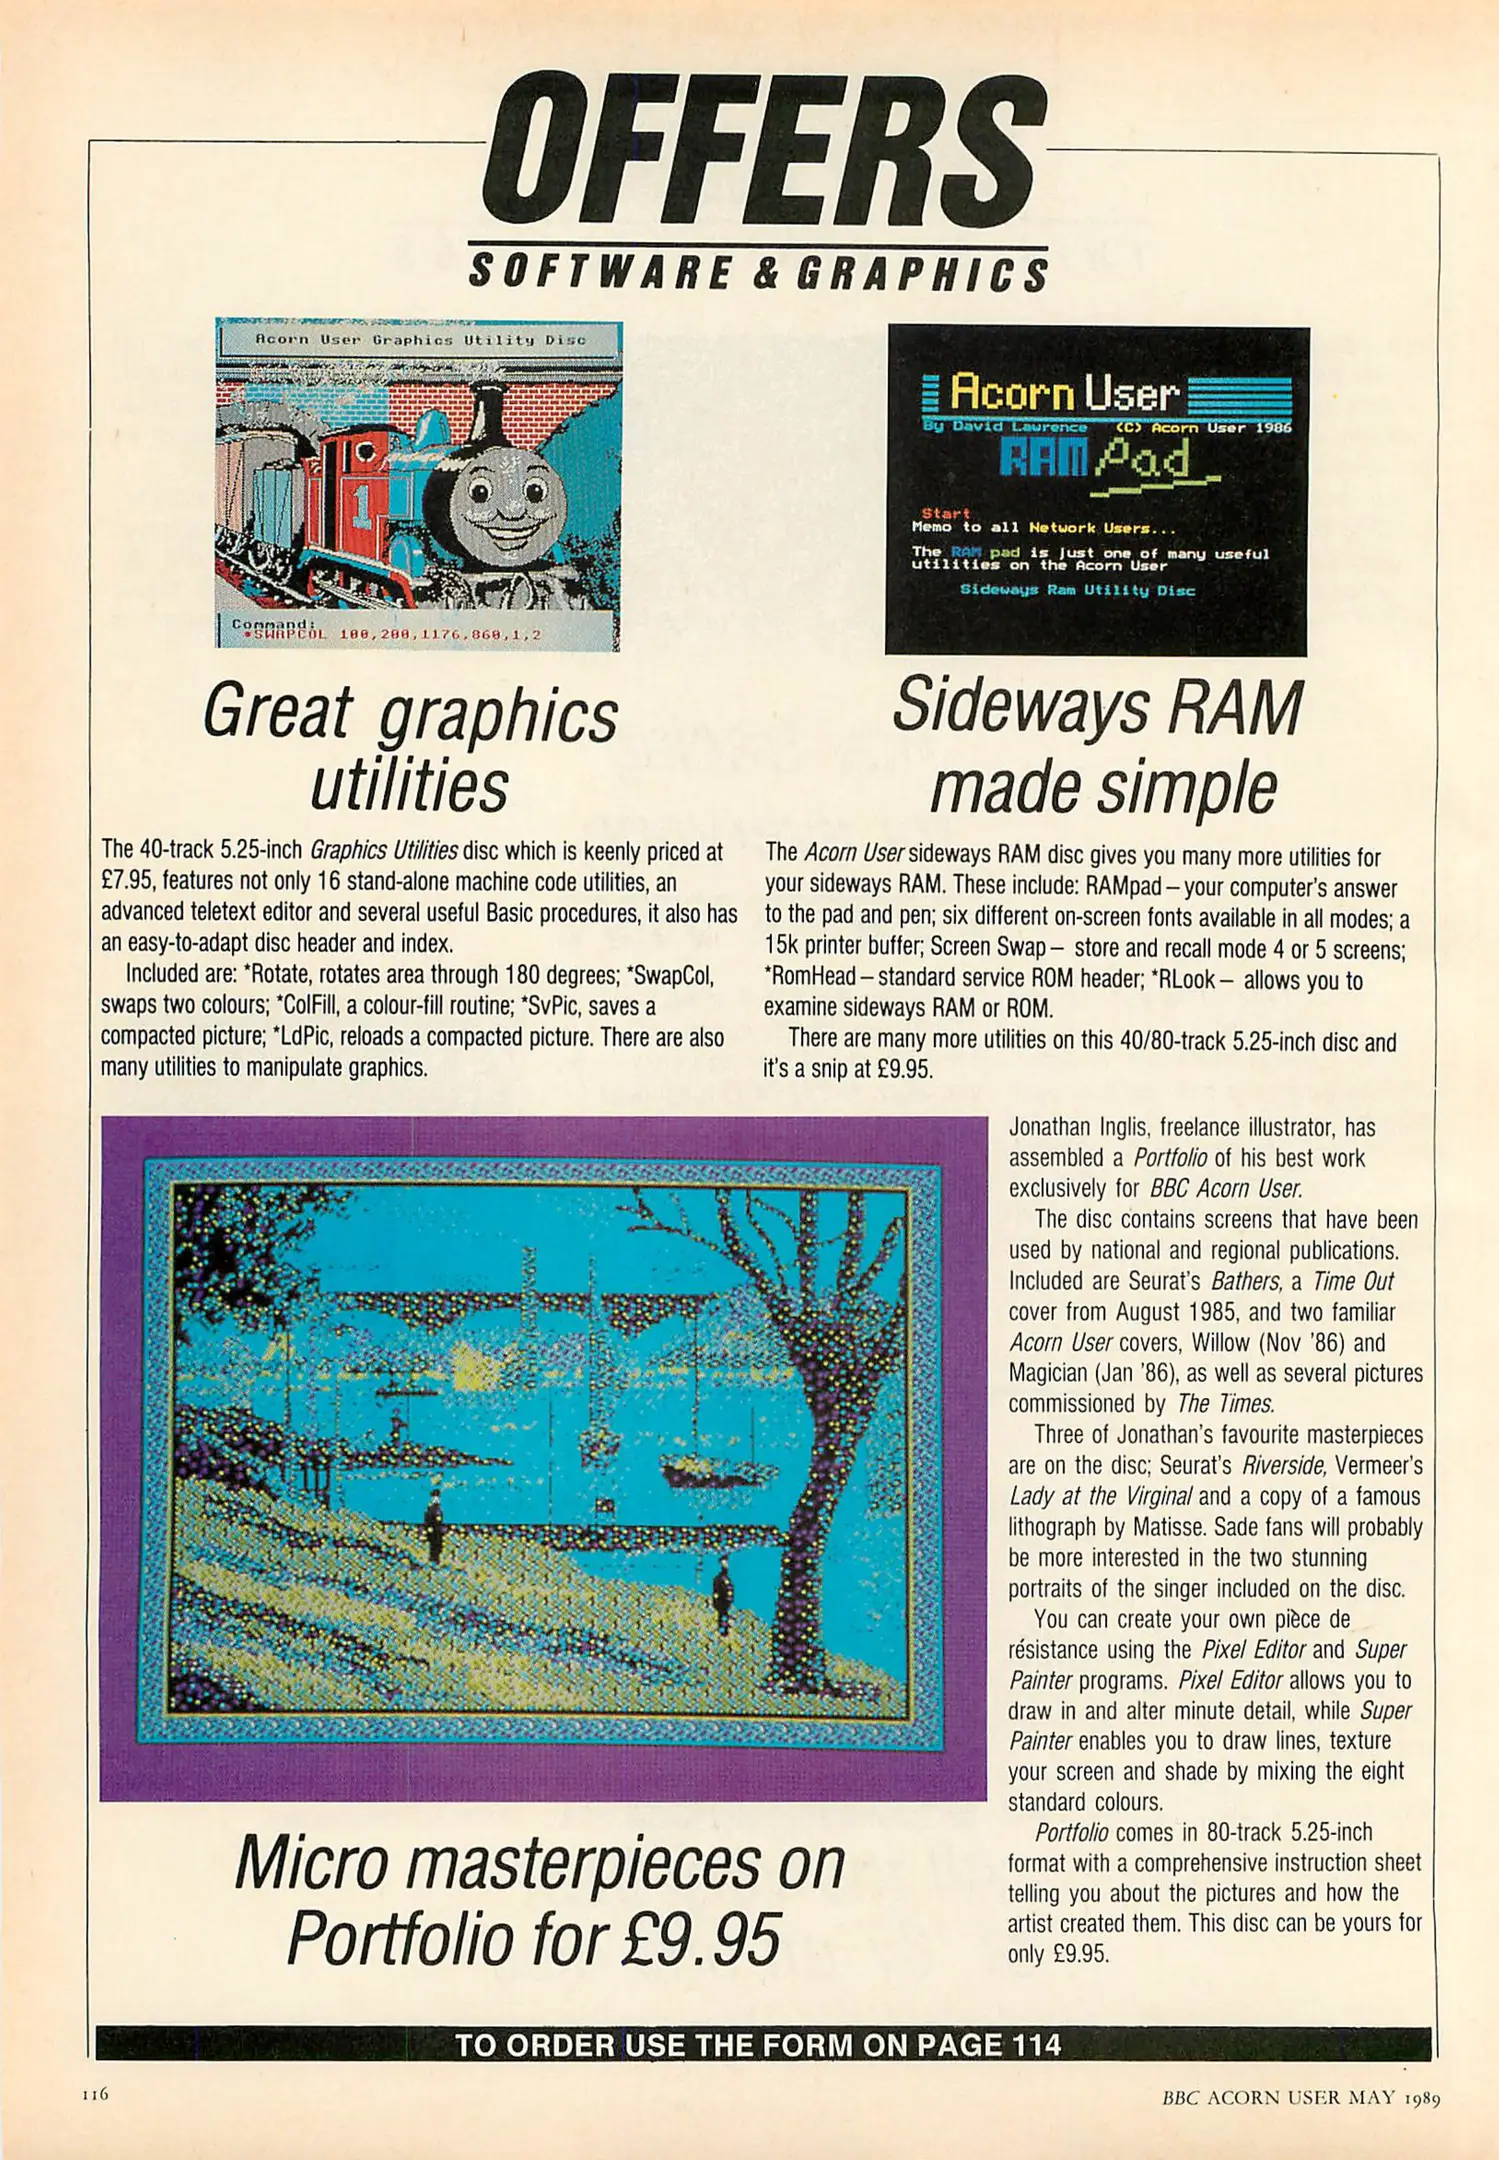 OFFERS
SOFTWARE & GRAPHICS
Acorn User Graphics Utility Disc
Command:
*SWAPCOL 100,200,1176,860,1,2
1
Great graphics
utilities
The 40-track 5.25-inch Graphics Utilities disc which is keenly priced at
£7.95, features not only 16 stand-alone machine code utilities, an
advanced teletext editor and several useful Basic procedures, it also has
an easy-to-adapt disc header and index.
Included are: *Rotate, rotates area through 180 degrees; *SwapCol,
swaps two colours; *ColFill, a colour-fill routine; *SvPic, saves a
compacted picture; *LdPic, reloads a compacted picture. There are also
many utilities to manipulate graphics.
Acorn User
By David Laurence (C) Acorn User 1986
RAM Pad
Start
Memo to all Network Users...
The RAM pad is just one of many useful
utilities on the Acorn User
Sideways Ram Utility Disc
Sideways RAM
made simple
The Acorn User sideways RAM disc gives you many more utilities for
your sideways RAM. These include: RAMpad – your computer's answer
to the pad and pen; six different on-screen fonts available in all modes; a
15k printer buffer; Screen Swap – store and recall mode 4 or 5 screens;
*RomHead – standard service ROM header; *RLook – allows you to
examine sideways RAM or ROM.
There are many more utilities on this 40/80-track 5.25-inch disc and
it's a snip at £9.95.
Micro masterpieces on
Portfolio for £9.95
Jonathan Inglis, freelance illustrator, has
assembled a Portfolio of his best work
exclusively for BBC Acorn User.
The disc contains screens that have been
used by national and regional publications.
Included are Seurat's Bathers, a Time Out
cover from August 1985, and two familiar
Acorn User covers, Willow (Nov '86) and
Magician (Jan '86), as well as several pictures
commissioned by The Times.
Three of Jonathan's favourite masterpieces
are on the disc; Seurat's Riverside, Vermeer's
Lady at the Virginal and a copy of a famous
lithograph by Matisse. Sade fans will probably
be more interested in the two stunning
portraits of the singer included on the disc.
You can create your own pièce de
résistance using the Pixel Editor and Super
Painter programs. Pixel Editor allows you to
draw in and alter minute detail, while Super
Painter enables you to draw lines, texture
your screen and shade by mixing the eight
standard colours.
Portfolio comes in 80-track 5.25-inch
format with a comprehensive instruction sheet
telling you about the pictures and how the
artist created them. This disc can be yours for
only £9.95.
TO ORDER USE THE FORM ON PAGE 114
116
BBC ACORN USER MAY 1989